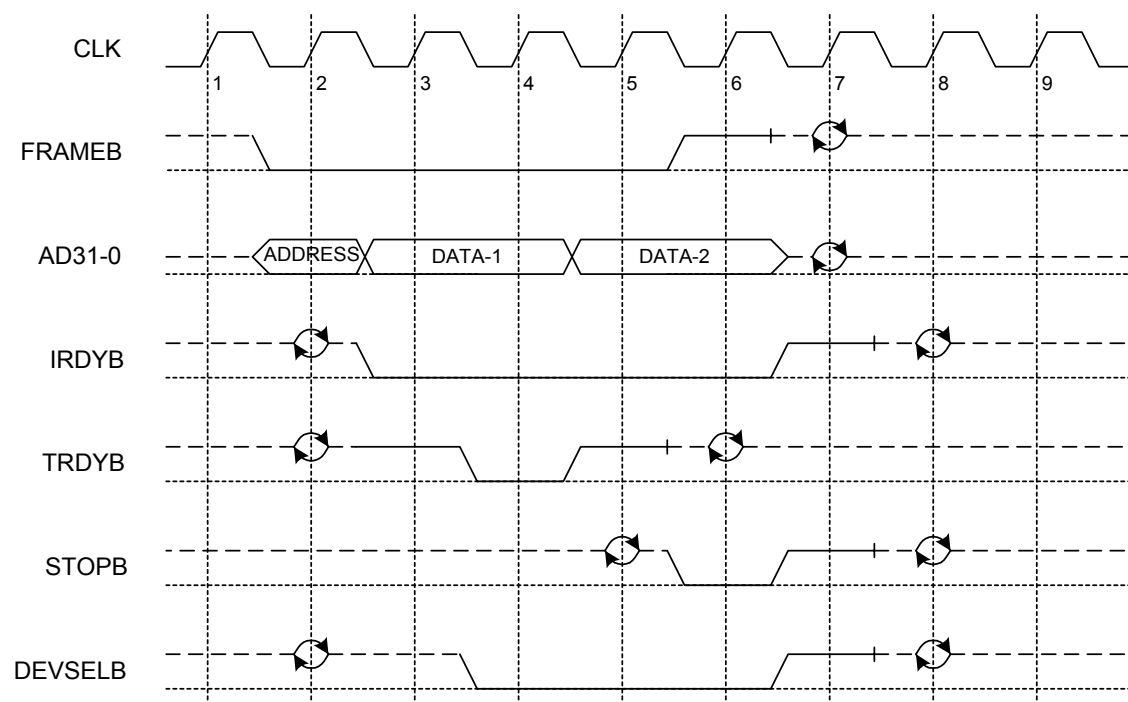 CLK
1 2 3 4 5 6 7 8 9
FRAMEB
AD31-0 ADDRESS DATA-1 DATA-2
IRDYB
TRDYB
STOPB
DEVSELB